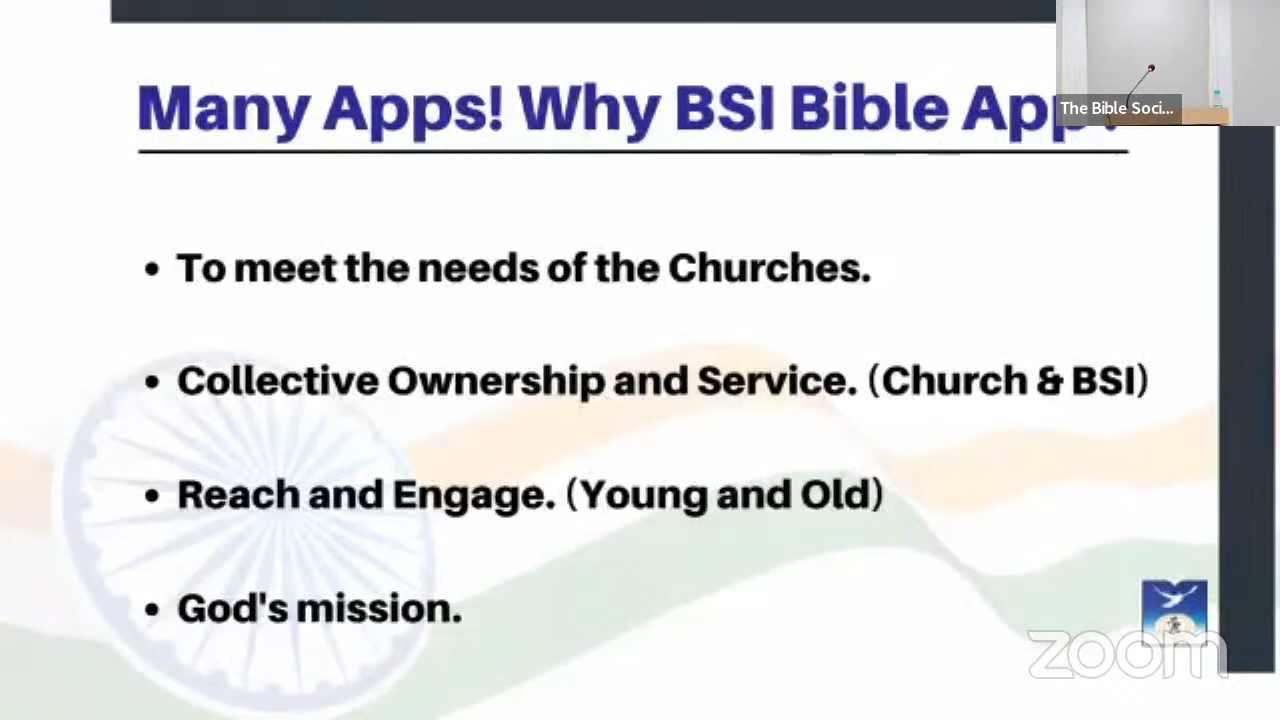 Many Apps! Why BSI Bible App?
The Bible Soci...
• To meet the needs of the Churches.
• Collective Ownership and Service. (Church & BSI)
• Reach and Engage. (Young and Old)
• God's mission.
zoom